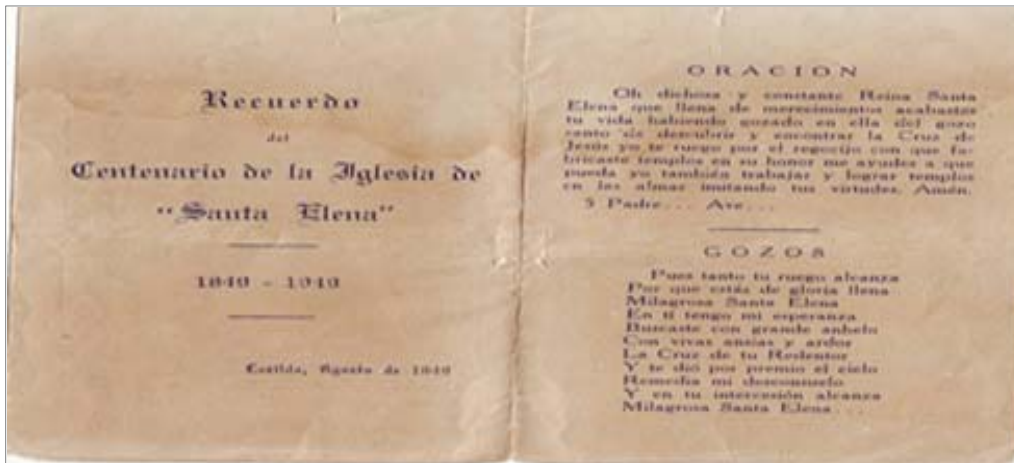 Recuerdo
del
Centenario de la Iglesia de
"Santa Elena"
1849 - 1949
Casilda, Agosto de 1949
ORACION
Oh dichosa y constante Reina Santa
Elena que llena de merecimientos acabastes
tu vida habiendo gozado en ella del gozo
santo de descubrir y encontrar la Cruz de
Jesús yo te ruego por el regocijo con que fa-
bricaste templos en su honor me ayudes a que
pueda yo también trabajar y lograr templos
en las almas imitando tus virtudes. Amén.
3 Padre... Ave...
GOZOS
Pues tanto tu ruego alcanza
Por que estás de gloria llena
Milagrosa Santa Elena
En ti tengo mi esperanza
Buscaste con grande anhelo
Con vivas ansias y ardor
La Cruz de tu Redentor
Y te dió por premio el cielo
Remedia mi desconsuelo
Y en tu intercesión alcanza
Milagrosa Santa Elena ...